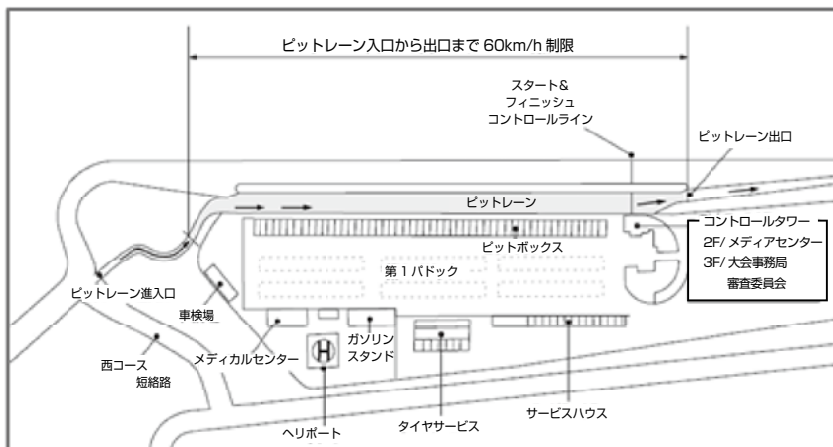 ピットレーン入口から出口まで 60km/h 制限
スタート&
フィニッシュ
コントロールライン
ピットレーン出口
ピットレーン
コントロールタワー
2F/ メディアセンター
3F/ 大会事務局
審査委員会
ピットボックス
第1パドック
ピットレーン進入口
車検場
メディカルセンター
ガソリン
スタンド
西コース
短絡路
H
ヘリポート
タイヤサービス
サービスハウス